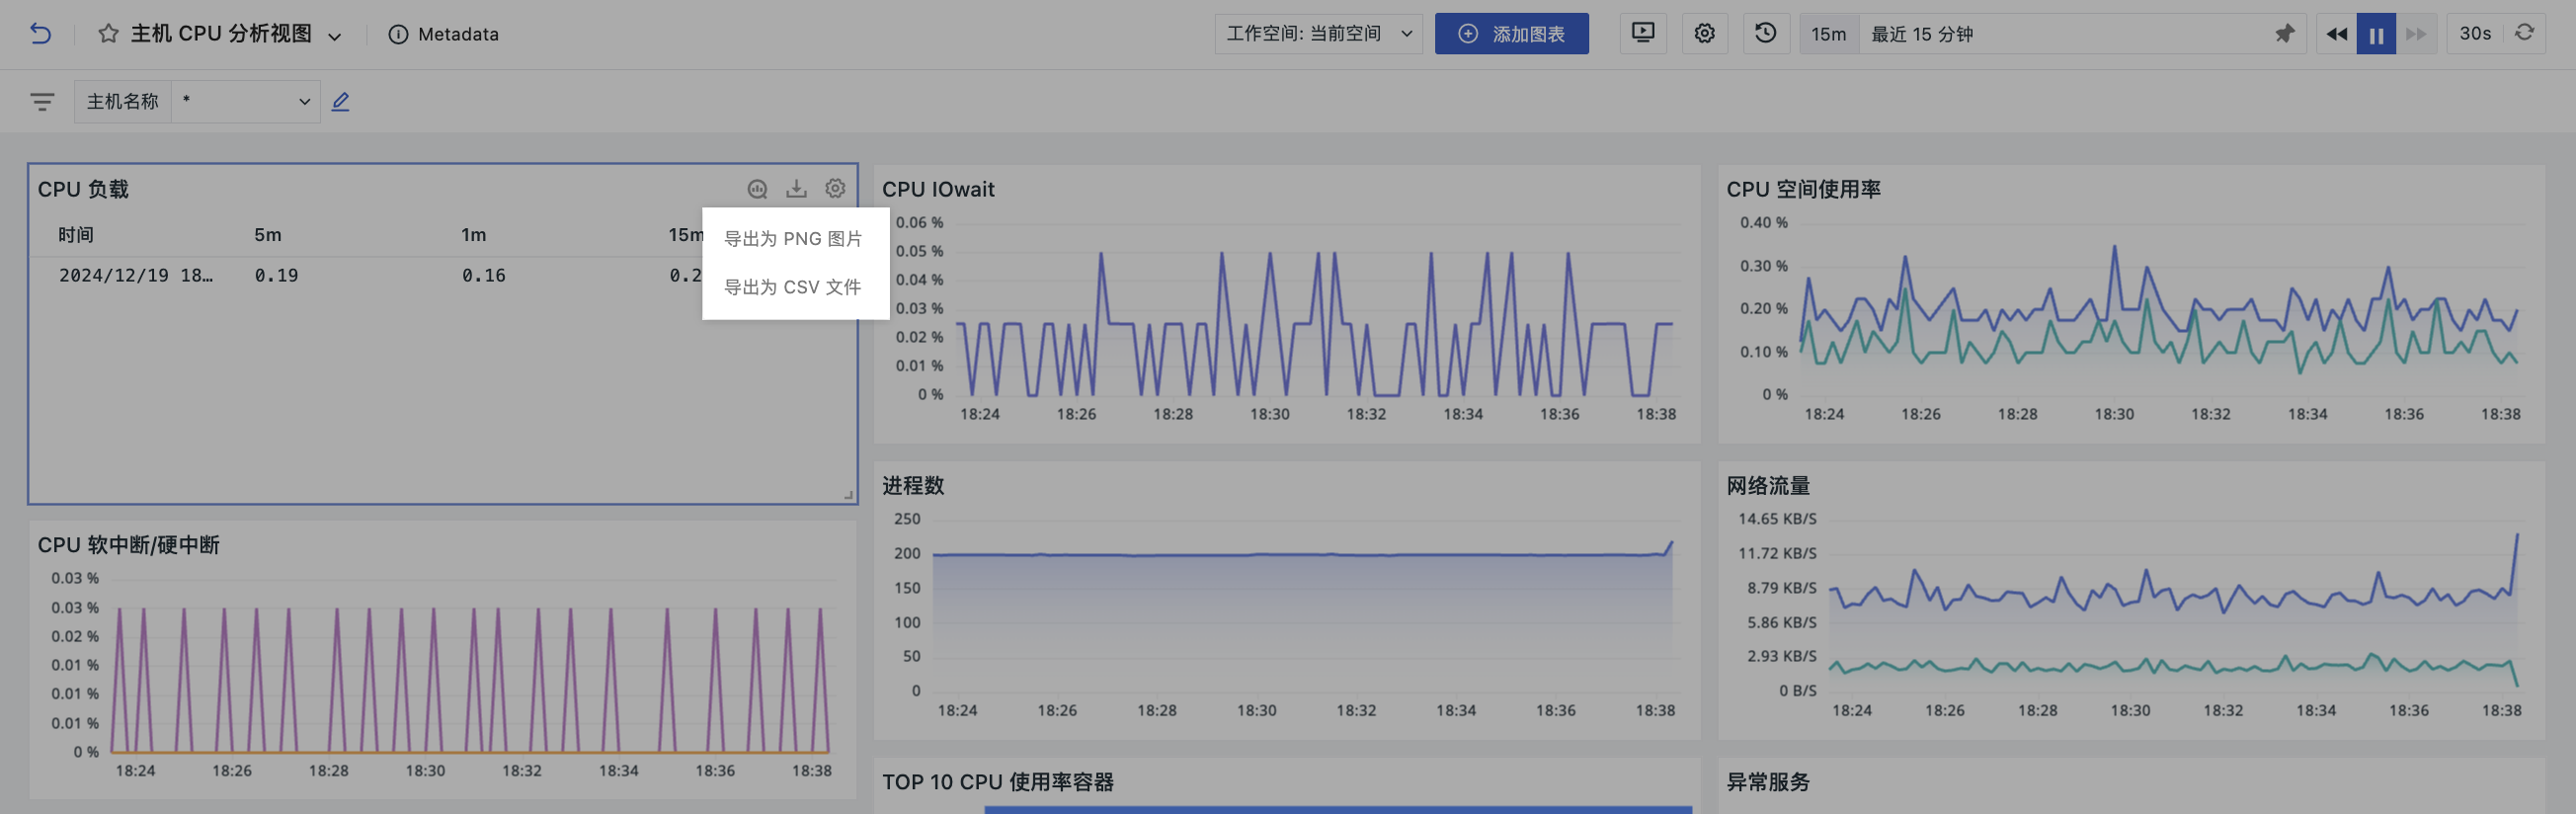 主机 CPU 分析视图
Metadata
工作空间: 当前空间
添加图表
15m
最近 15 分钟
30s
主机名称
*
CPU 负载
时间 5m 1m 15m
2024/12/19 18… 0.19 0.16 0.2
导出为 PNG 图片
导出为 CSV 文件
CPU IOwait
0.06 %
0.05 %
0.04 %
0.03 %
0.02 %
0.01 %
0 %
18:24 18:26 18:28 18:30 18:32 18:34 18:36 18:38
CPU 空间使用率
0.40 %
0.30 %
0.20 %
0.10 %
0 %
18:24 18:26 18:28 18:30 18:32 18:34 18:36 18:38
CPU 软中断/硬中断
0.03 %
0.03 %
0.02 %
0.01 %
0.01 %
0.01 %
0 %
18:24 18:26 18:28 18:30 18:32 18:34 18:36 18:38
进程数
250
200
150
100
50
0
18:24 18:26 18:28 18:30 18:32 18:34 18:36 18:38
网络流量
14.65 KB/S
11.72 KB/S
8.79 KB/S
5.86 KB/S
2.93 KB/S
0 B/S
18:24 18:26 18:28 18:30 18:32 18:34 18:36 18:38
TOP 10 CPU 使用率容器
异常服务